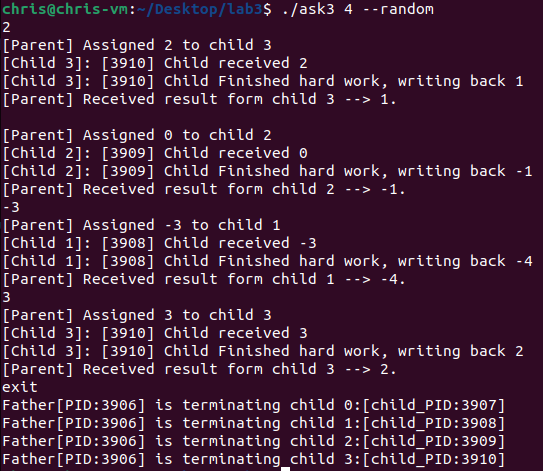 chris@chris-vm:~/Desktop/lab3$ ./ask3 4 --random
2
[Parent] Assigned 2 to child 3
[Child 3]: [3910] Child received 2
[Child 3]: [3910] Child Finished hard work, writing back 1
[Parent] Received result form child 3 --> 1.

[Parent] Assigned 0 to child 2
[Child 2]: [3909] Child received 0
[Child 2]: [3909] Child Finished hard work, writing back -1
[Parent] Received result form child 2 --> -1.
-3
[Parent] Assigned -3 to child 1
[Child 1]: [3908] Child received -3
[Child 1]: [3908] Child Finished hard work, writing back -4
[Parent] Received result form child 1 --> -4.
3
[Parent] Assigned 3 to child 3
[Child 3]: [3910] Child received 3
[Child 3]: [3910] Child Finished hard work, writing back 2
[Parent] Received result form child 3 --> 2.
exit
Father[PID:3906] is terminating child 0:[child_PID:3907]
Father[PID:3906] is terminating child 1:[child_PID:3908]
Father[PID:3906] is terminating child 2:[child_PID:3909]
Father[PID:3906] is terminating child 3:[child_PID:3910]